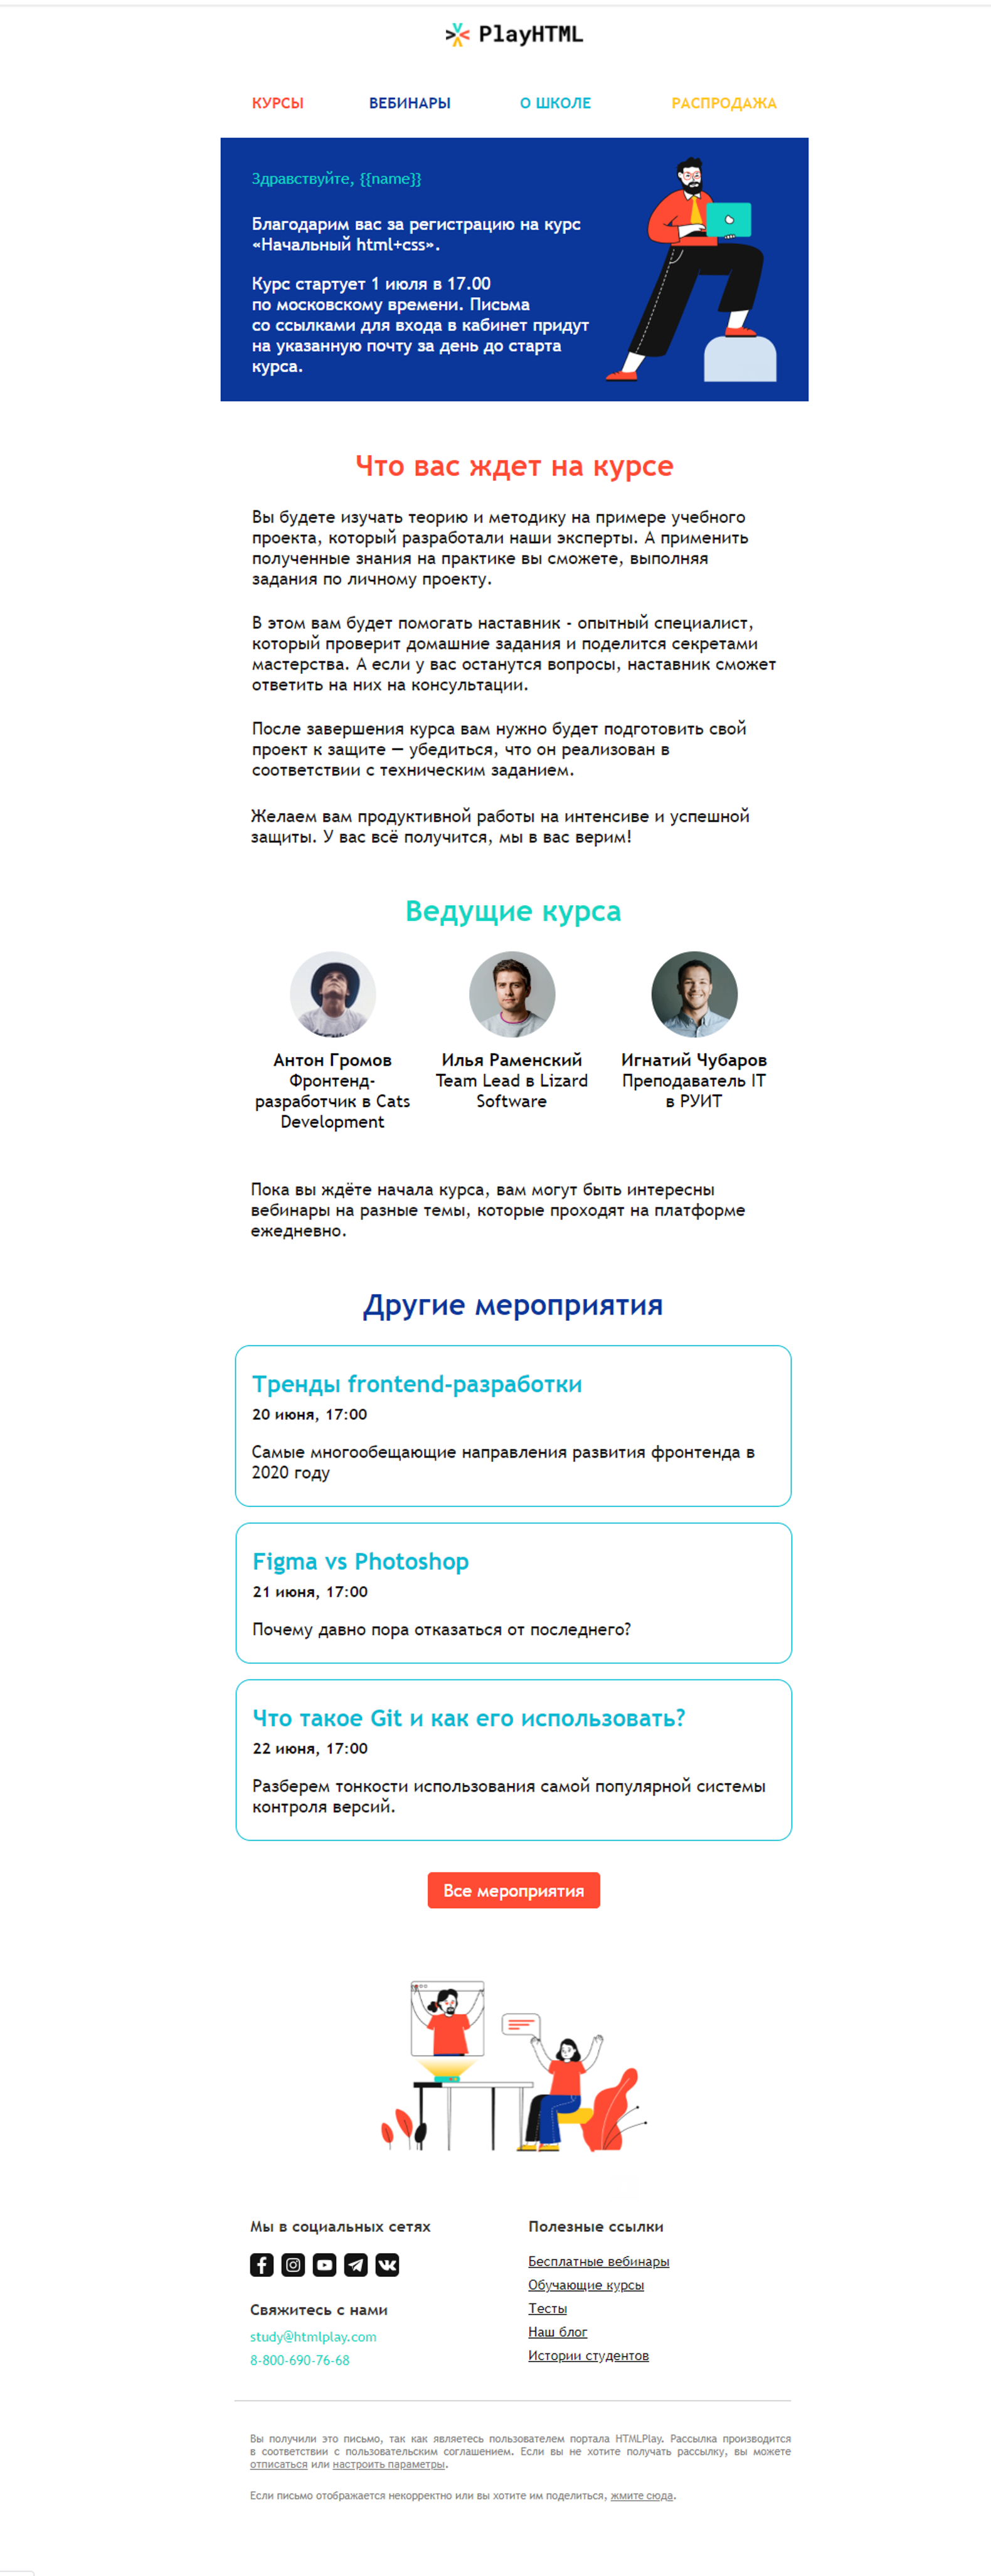 PlayHTML
КУРСЫ ВЕБИНАРЫ О ШКОЛЕ РАСПРОДАЖА
Здравствуйте, {{name}}
Благодарим вас за регистрацию на курс
«Начальный html+css».
Курс стартует 1 июля в 17.00
по московскому времени. Письма
со ссылками для входа в кабинет придут
на указанную почту за день до старта
курса.
Что вас ждет на курсе
Вы будете изучать теорию и методику на примере учебного
проекта, который разработали наши эксперты. А применить
полученные знания на практике вы сможете, выполняя
задания по личному проекту.
В этом вам будет помогать наставник - опытный специалист,
который проверит домашние задания и поделится секретами
мастерства. А если у вас останутся вопросы, наставник сможет
ответить на них на консультации.
После завершения курса вам нужно будет подготовить свой
проект к защите — убедиться, что он реализован в
соответствии с техническим заданием.
Желаем вам продуктивной работы на интенсиве и успешной
защиты. У вас всё получится, мы в вас верим!
Ведущие курса
Антон Громов
Фронтенд-
разработчик в Cats
Development
Илья Раменский
Team Lead в Lizard
Software
Игнатий Чубаров
Преподаватель IT
в РУИТ
Пока вы ждёте начала курса, вам могут быть интересны
вебинары на разные темы, которые проходят на платформе
ежедневно.
Другие мероприятия
Тренды frontend-разработки
20 июня, 17:00
Самые многообещающие направления развития фронтенда в
2020 году
Figma vs Photoshop
21 июня, 17:00
Почему давно пора отказаться от последнего?
Что такое Git и как его использовать?
22 июня, 17:00
Разберем тонкости использования самой популярной системы
контроля версий.
Все мероприятия
Мы в социальных сетях
Свяжитесь с нами
study@htmlplay.com
8-800-690-76-68
Полезные ссылки
Бесплатные вебинары
Обучающие курсы
Тесты
Наш блог
Истории студентов
Вы получили это письмо, так как являетесь пользователем портала HTMLPlay. Рассылка производится
в соответствии с пользовательским соглашением. Если вы не хотите получать рассылку, вы можете
отписаться или настроить параметры.
Если письмо отображается некорректно или вы хотите им поделиться, жмите сюда.